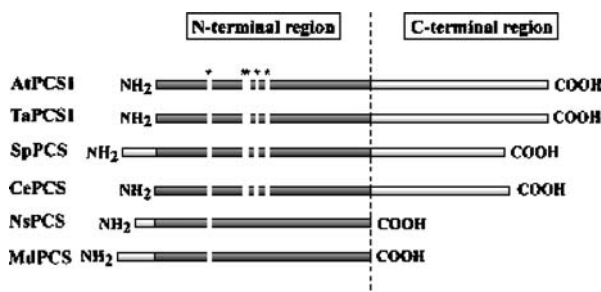 N-terminal region C-terminal region
* ** * *
AtPCS1 NH2 COOH
TaPCS1 NH2 COOH
SpPCS NH2 COOH
CePCS NH2 COOH
NsPCS NH2 COOH
MdPCS NH2 COOH